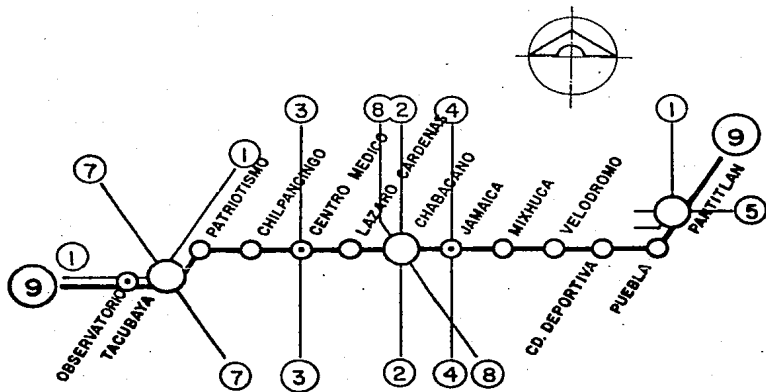 3
8
2
4
1
9
7
1
PATRIOTISMO
CHILPANCINGO
CENTRO MEDICO
LAZARO CARDENAS
CHABACANO
JAMAICA
MIXHUCA
VELODROMO
PANTITLAN
5
1
9
OBSERVATORIO
TACUBAYA
CD. DEPORTIVA
PUEBLA
7
3
2
4
8